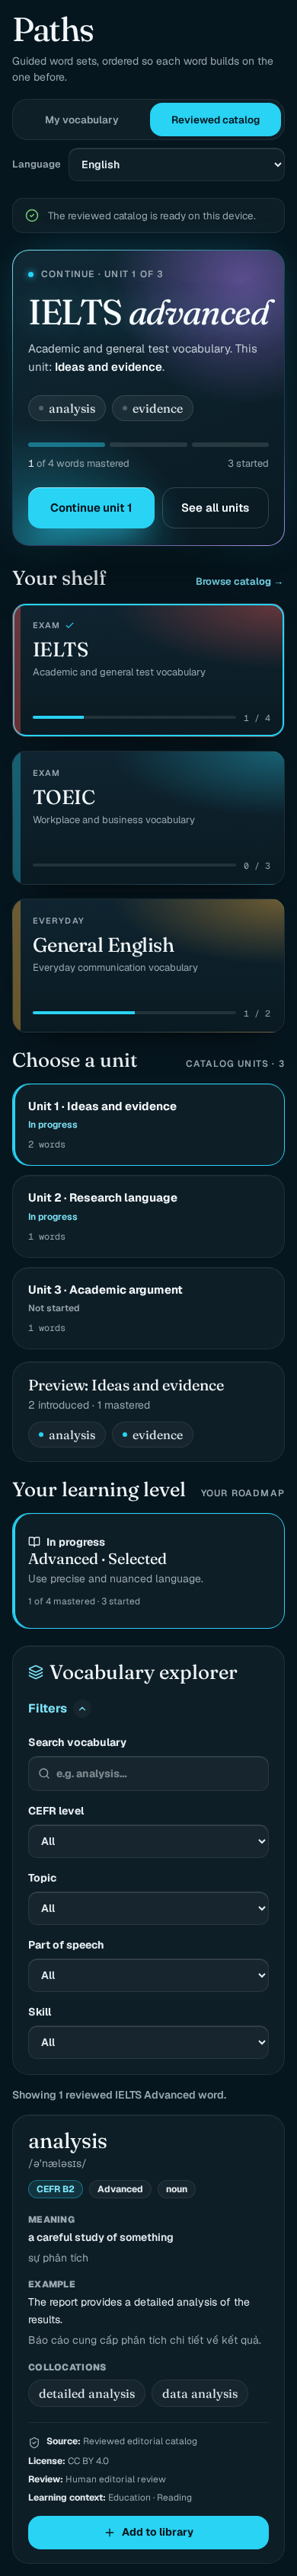 Paths
Guided word sets, ordered so each word builds on the
one before.
My vocabulary
Reviewed catalog
Language
English
The reviewed catalog is ready on this device.
CONTINUE · UNIT 1 OF 3
IELTS advanced
Academic and general test vocabulary. This
unit: Ideas and evidence.
analysis
evidence
1 of 4 words mastered
3 started
Continue unit 1
See all units
Your shelf
Browse catalog →
EXAM
IELTS
Academic and general test vocabulary
1 / 4
EXAM
TOEIC
Workplace and business vocabulary
0 / 3
EVERYDAY
General English
Everyday communication vocabulary
1 / 2
Choose a unit
CATALOG UNITS · 3
Unit 1 · Ideas and evidence
In progress
2 words
Unit 2 · Research language
In progress
1 words
Unit 3 · Academic argument
Not started
1 words
Preview: Ideas and evidence
2 introduced · 1 mastered
analysis
evidence
Your learning level
YOUR ROADMAP
In progress
Advanced · Selected
Use precise and nuanced language.
1 of 4 mastered · 3 started
Vocabulary explorer
Filters
Search vocabulary
e.g. analysis...
CEFR level
All
Topic
All
Part of speech
All
Skill
All
Showing 1 reviewed IELTS Advanced word.
analysis
/əˈnæləsɪs/
CEFR B2
Advanced
noun
MEANING
a careful study of something
sự phân tích
EXAMPLE
The report provides a detailed analysis of the
results.
Báo cáo cung cấp phân tích chi tiết về kết quả.
COLLOCATIONS
detailed analysis
data analysis
Source: Reviewed editorial catalog
License: CC BY 4.0
Review: Human editorial review
Learning context: Education · Reading
+ Add to library